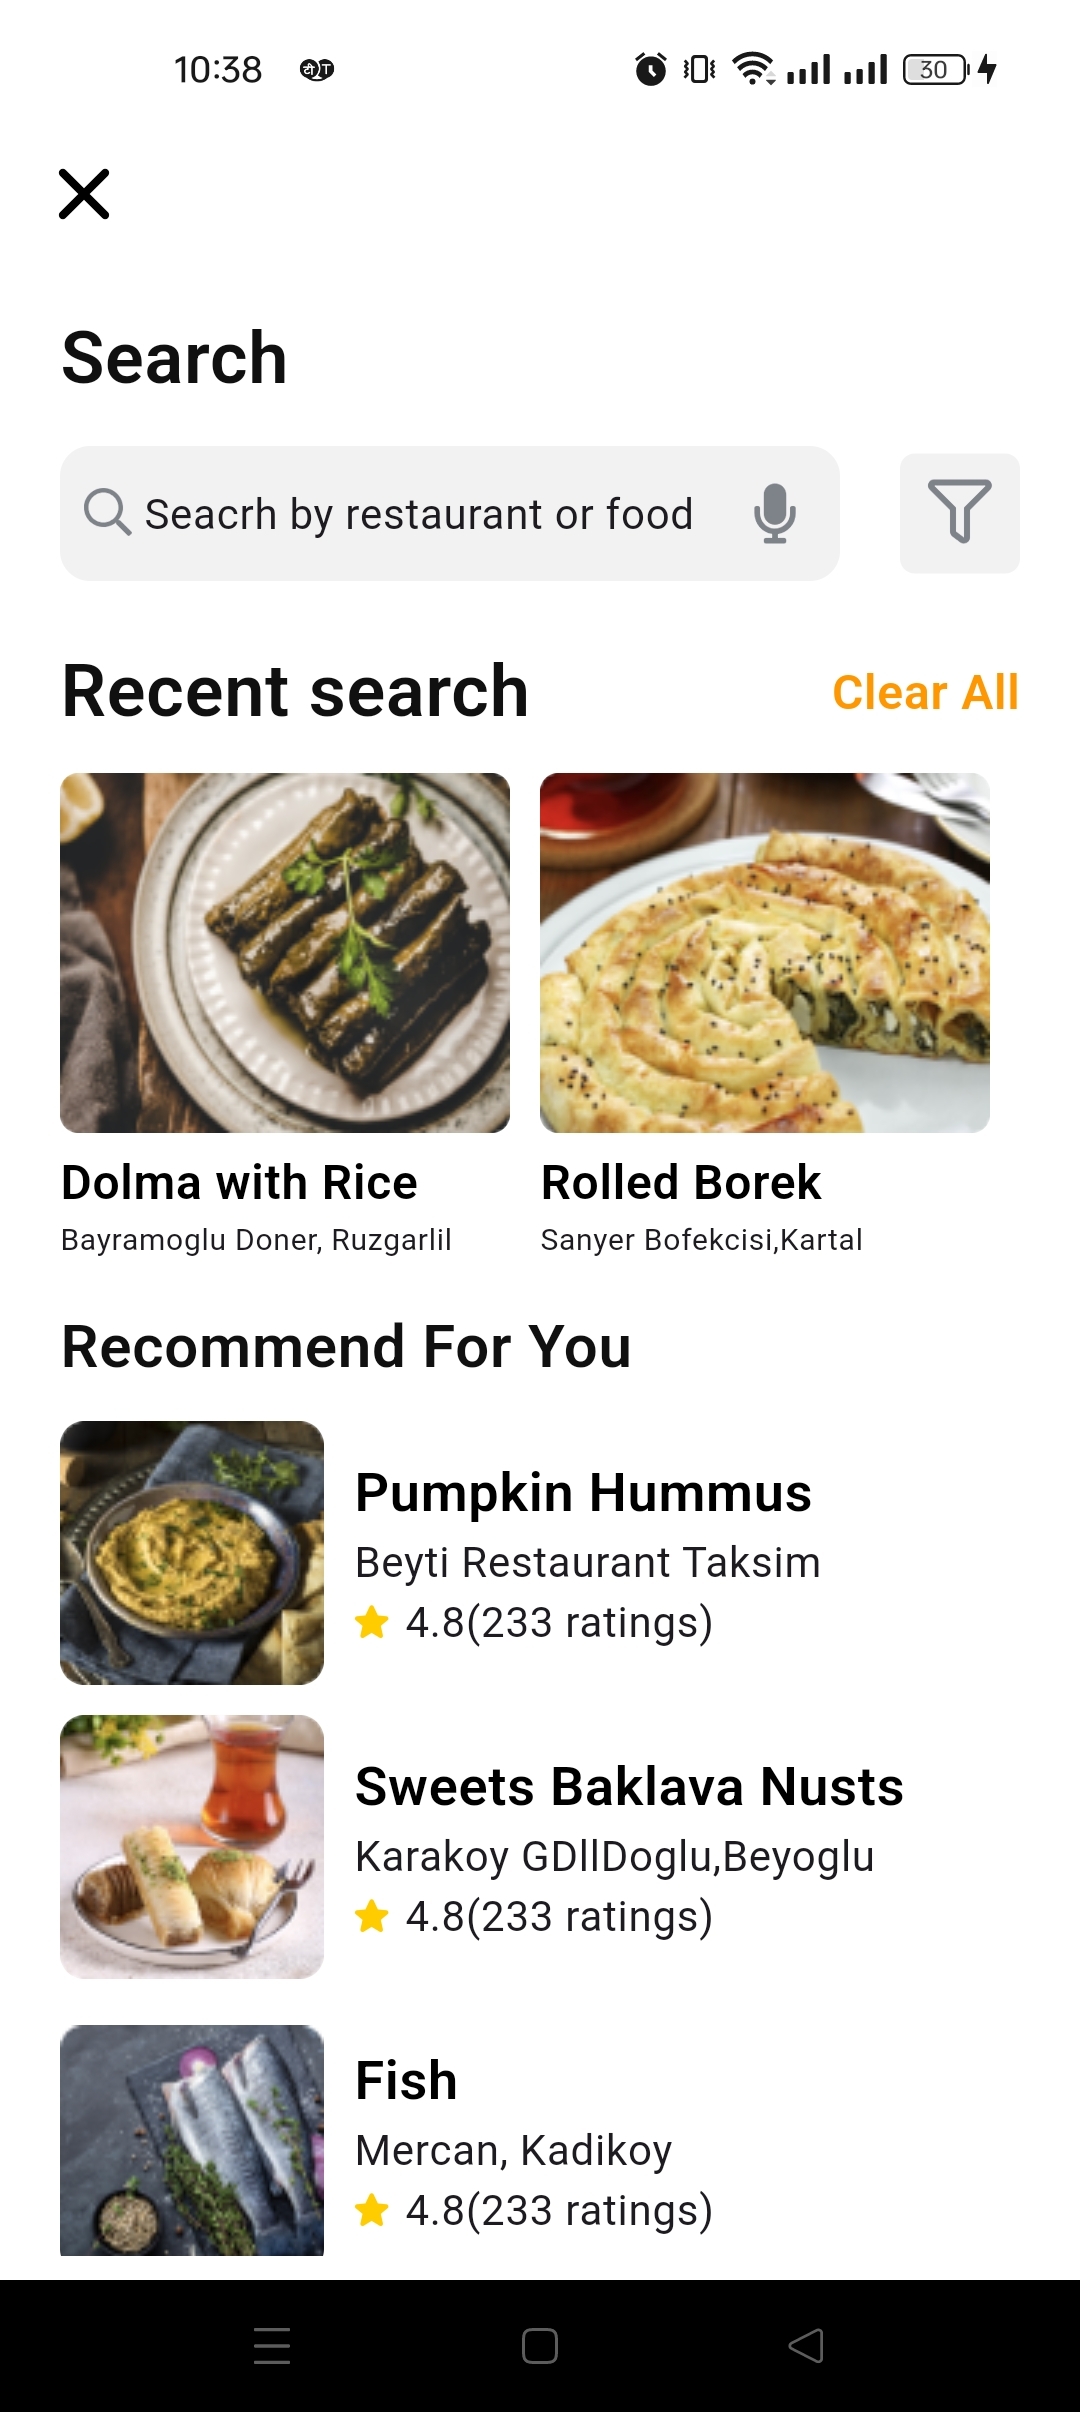 10:38
30
Search
Seacrh by restaurant or food
Recent search
Clear All
Dolma with Rice
Bayramoglu Doner, Ruzgarlil
Rolled Borek
Sanyer Bofekcisi,Kartal
Recommend For You
Pumpkin Hummus
Beyti Restaurant Taksim
4.8(233 ratings)
Sweets Baklava Nusts
Karakoy GDllDoglu,Beyoglu
4.8(233 ratings)
Fish
Mercan, Kadikoy
4.8(233 ratings)